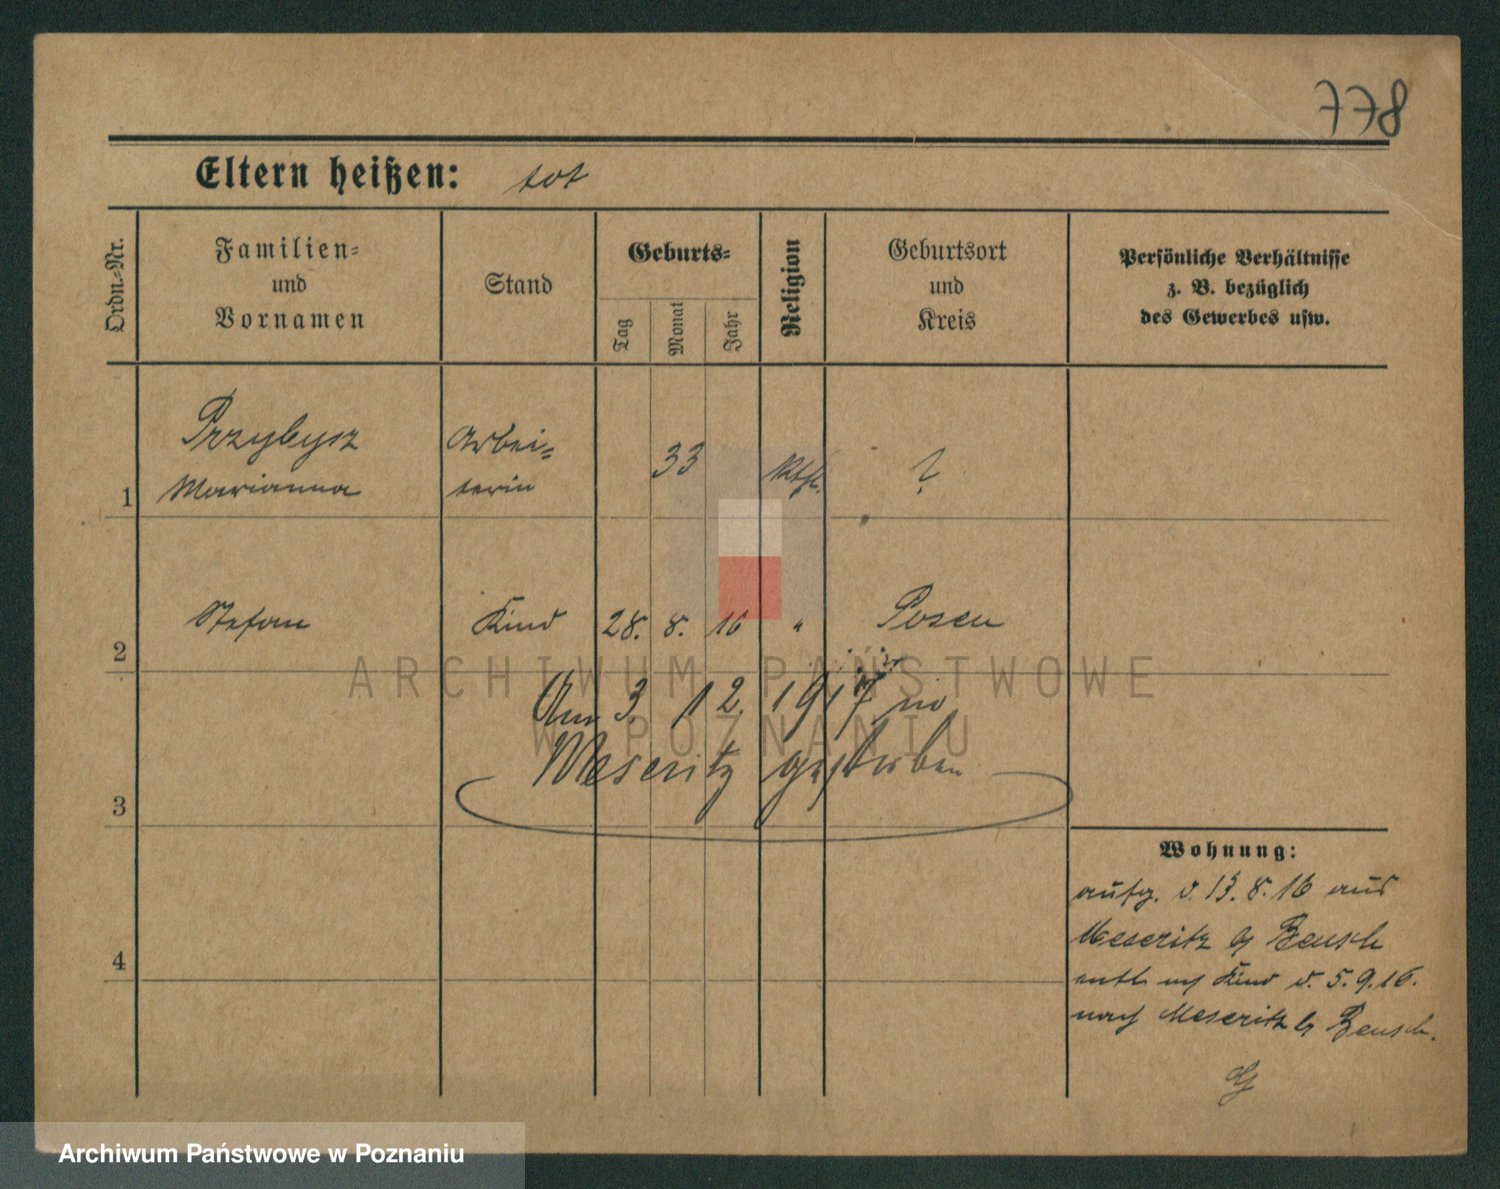 778
Eltern heißen: tot
Ordn.-Nr.
Familien-
und
Vornamen
Stand
Geburts-
Tag
Monat
Jahr
Religion
Geburtsort
und
Kreis
Persönliche Verhältnisse
z. B. bezüglich
des Gewerbes usw.
1
Przybysz
Marianna
Arbei-
terin
33
kath.
?
2
Stefan
Kind
28. 8. 16
"
Posen
3
Am 3. 12. 1917 in
Meseritz gestorben
4
Wohnung:
aufg. d. 13. 8. 16 aus
Meseritz b/ Bensch
entl. m/ Kind d. 5. 9. 16.
nach Meseritz b/ Bensch.
ARCHIWUM PAŃSTWOWE
W POZNANIU
Archiwum Państwowe w Poznaniu